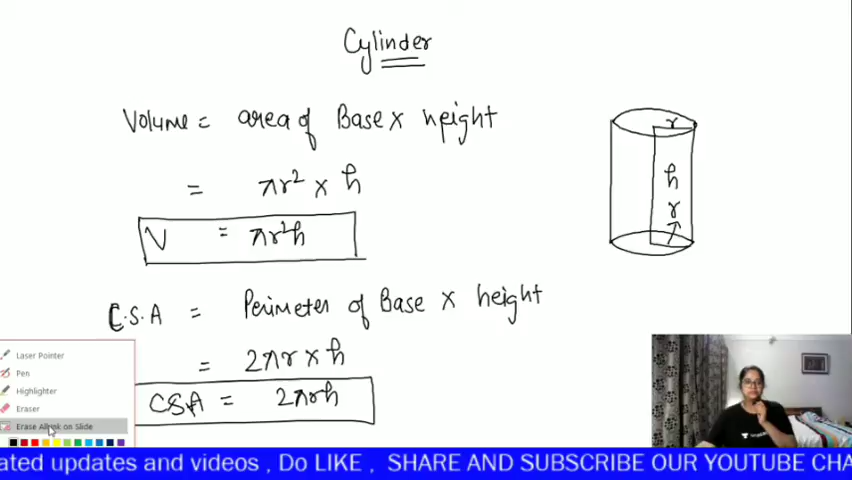 Cylinder
Volume = area of Base x height
= πr² x h
V = πr²h
r
h
r
C.S.A = Perimeter of Base x height
= 2πr x h
CSA = 2πrh
Laser Pointer
Pen
Highlighter
Eraser
Erase All Ink on Slide
ated updates and videos , Do LIKE , SHARE AND SUBSCRIBE OUR YOUTUBE CHA